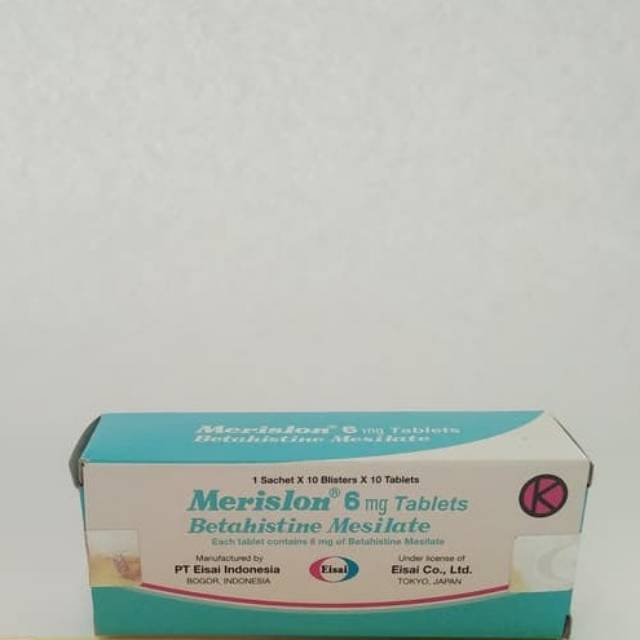 Merislon® 6 mg Tablets
Betahistine Mesilate
1 Sachet X 10 Blisters X 10 Tablets
Merislon® 6 mg Tablets
Betahistine Mesilate
Each tablet contains 6 mg of Betahistine Mesilate
Manufactured by
PT Eisai Indonesia
BOGOR, INDONESIA
Eisai
Under license of
Eisai Co., Ltd.
TOKYO, JAPAN
K